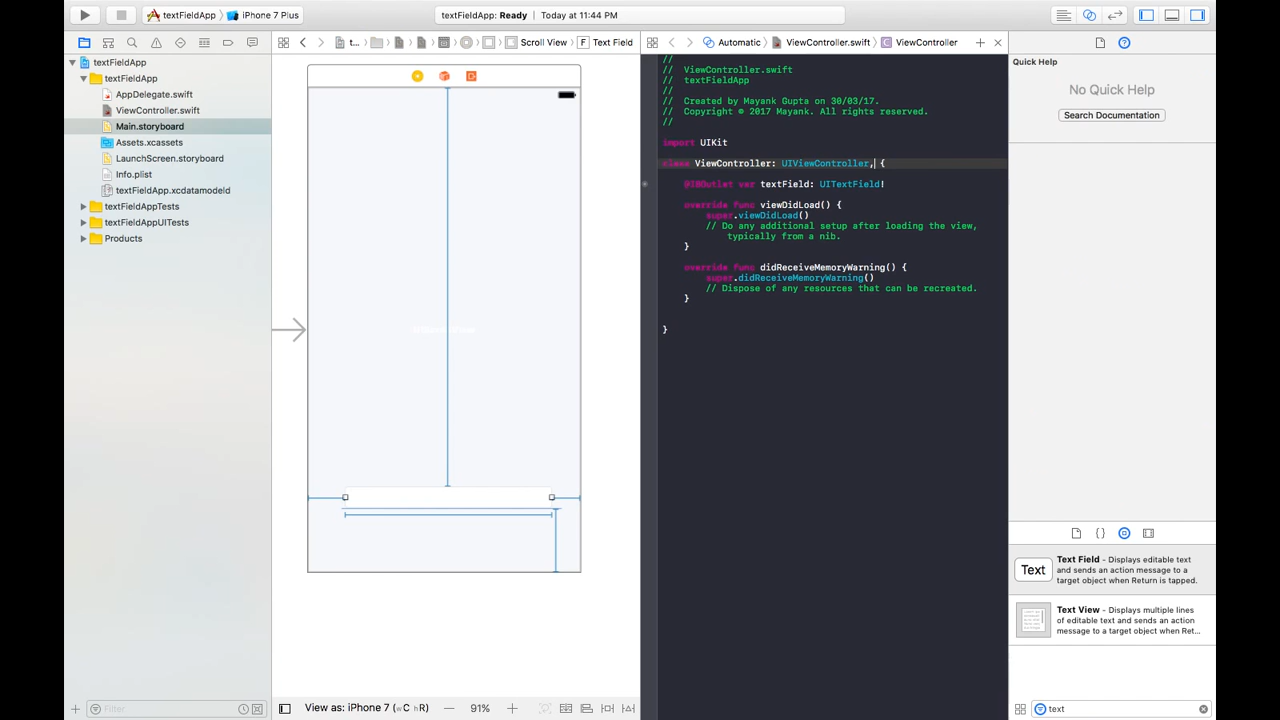 textFieldApp
iPhone 7 Plus
textFieldApp: Ready
Today at 11:44 PM
t...
Scroll View
F Text Field
Automatic
ViewController.swift
C ViewController
textFieldApp
textFieldApp
AppDelegate.swift
ViewController.swift
Main.storyboard
Assets.xcassets
LaunchScreen.storyboard
Info.plist
textFieldApp.xcdatamodeld
textFieldAppTests
textFieldAppUITests
Products
Filter
View as: iPhone 7 (wC hR)
91%
//
// ViewController.swift
// textFieldApp
//
// Created by Mayank Gupta on 30/03/17.
// Copyright © 2017 Mayank. All rights reserved.
//
import UIKit
class ViewController: UIViewController, {
@IBOutlet var textField: UITextField!
override func viewDidLoad() {
super.viewDidLoad()
// Do any additional setup after loading the view,
typically from a nib.
}
override func didReceiveMemoryWarning() {
super.didReceiveMemoryWarning()
// Dispose of any resources that can be recreated.
}
}
Quick Help
No Quick Help
Search Documentation
{ }
Text
Text Field - Displays editable text
and sends an action message to a
target object when Return is tapped.
Text View - Displays multiple lines
of editable text and sends an action
message to a target object when Ret...
text